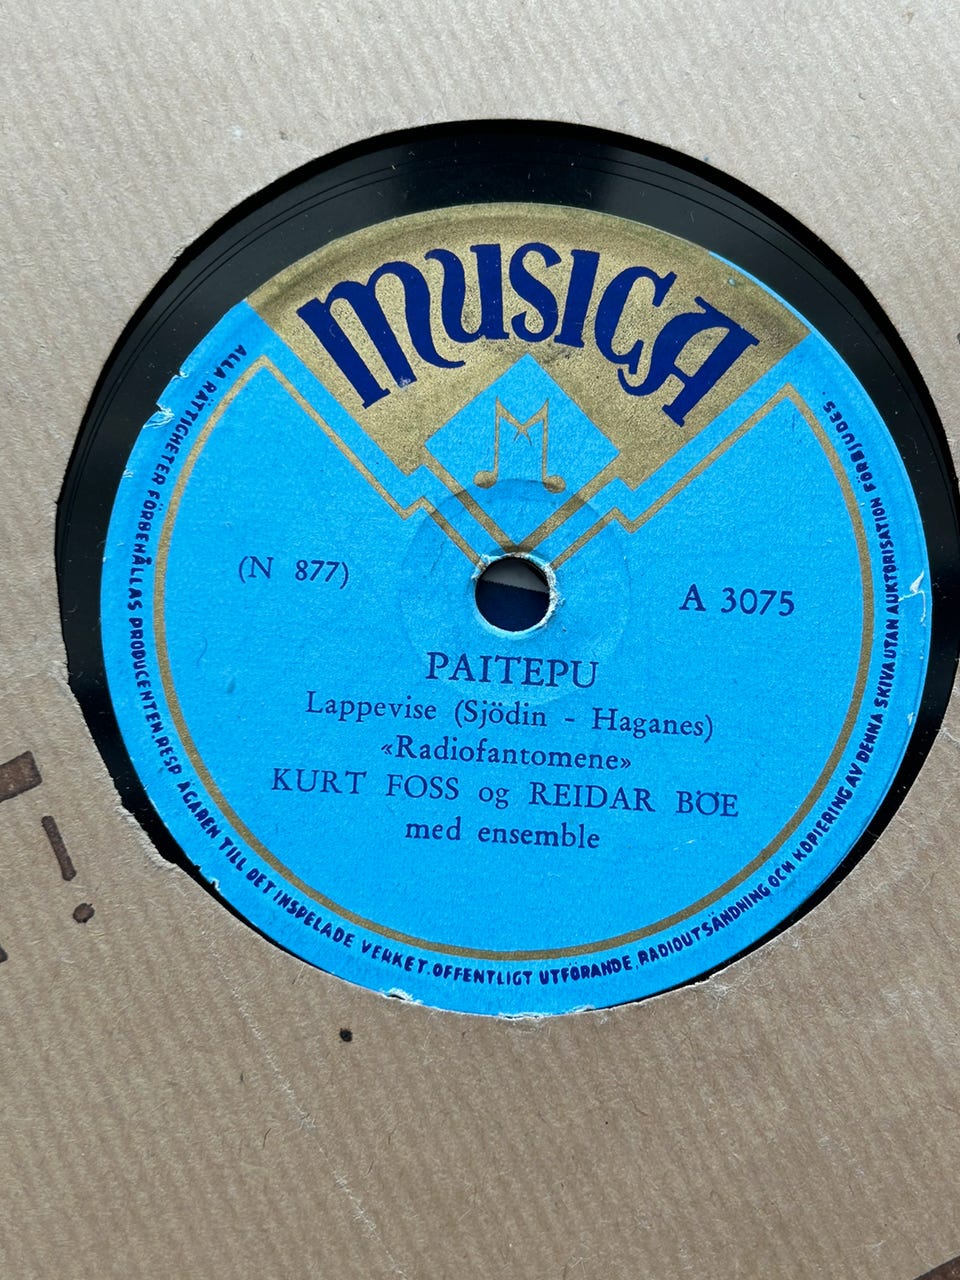 MUSICA
(N 877)
A 3075
PAITEPU
Lappevise (Sjödin - Haganes)
«Radiofantomene»
KURT FOSS og REIDAR BØE
med ensemble
ALLA RÄTTIGHETER FÖRBEHÅLLAS PRODUCENTEN RESP. ÄGAREN TILL DET INSPELADE VERKET. OFFENTLIGT UTFÖRANDE, RADIOUTSÄNDNING OCH KOPIERING AV DENNA SKIVA UTAN AUKTORISATION FÖRBJUDES.